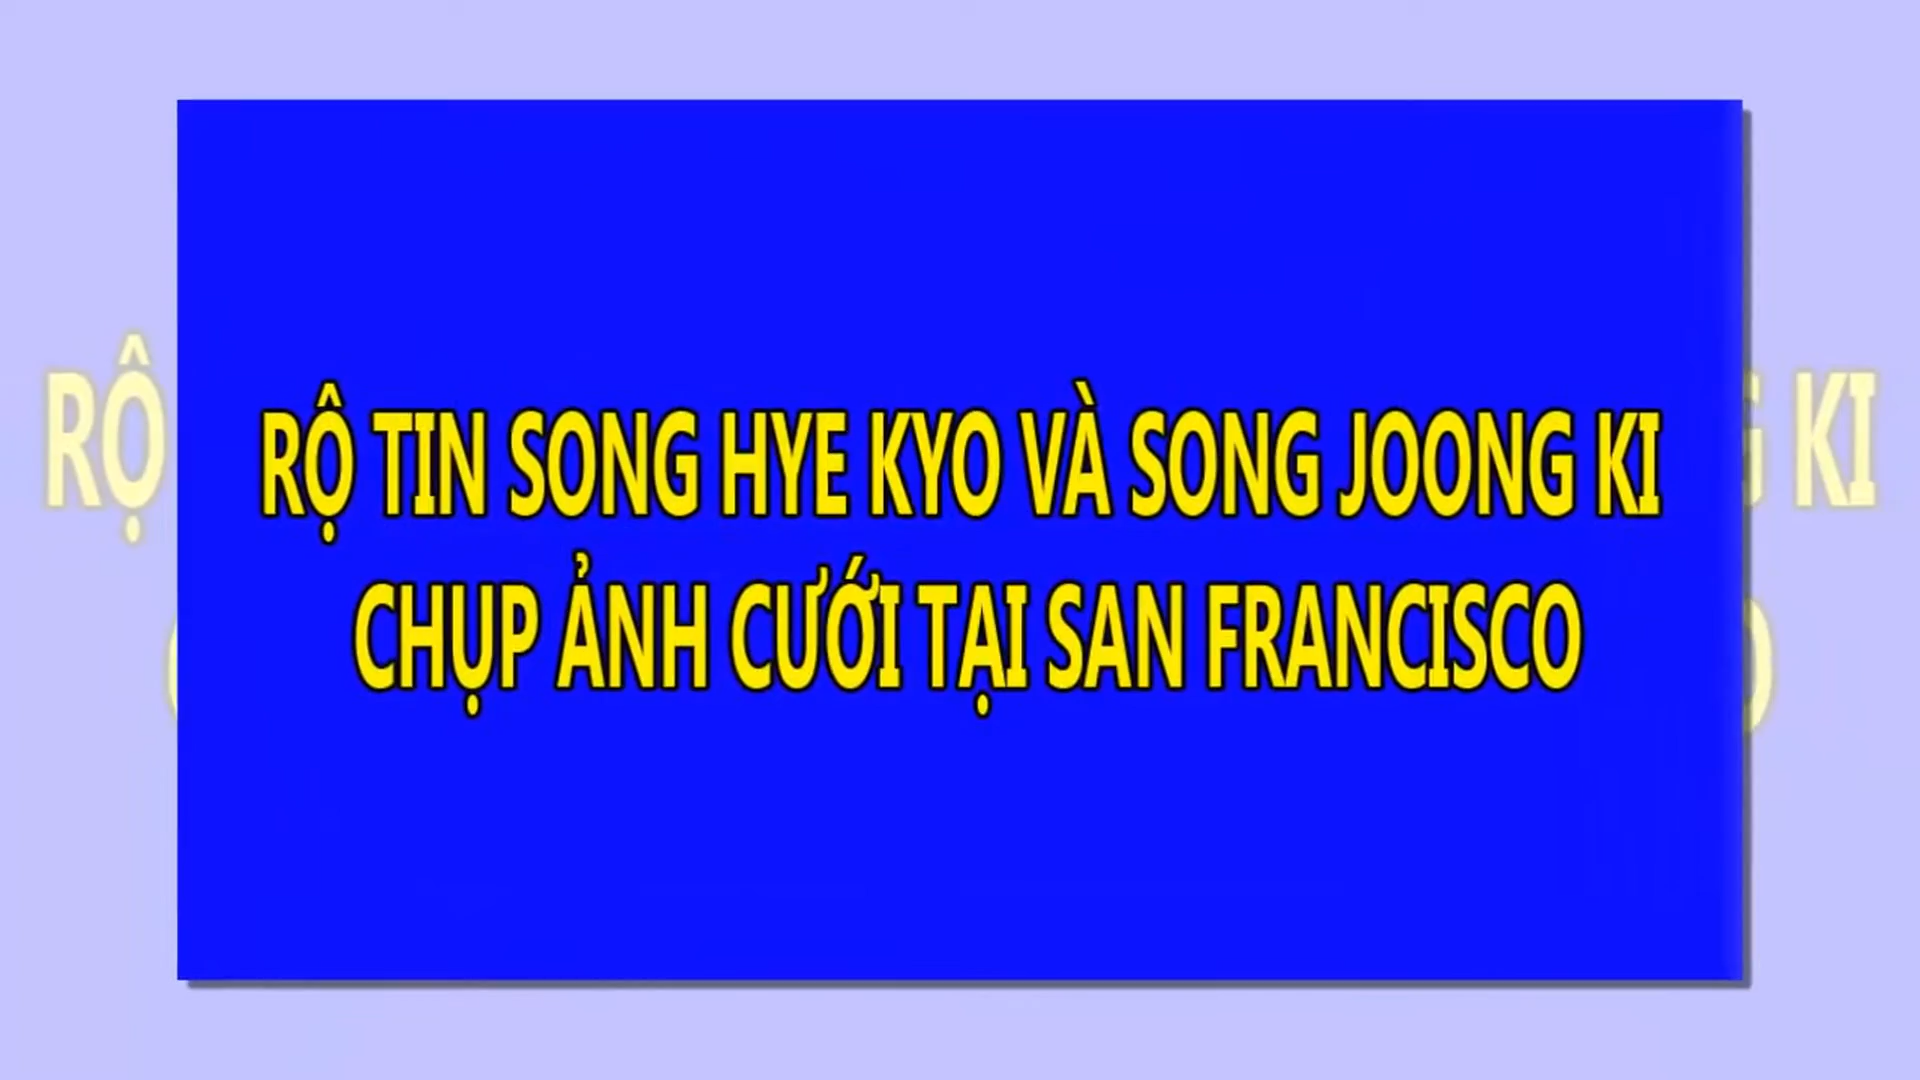 RỘ TIN SONG HYE KYO VÀ SONG JOONG KI
CHỤP ẢNH CƯỚI TẠI SAN FRANCISCO